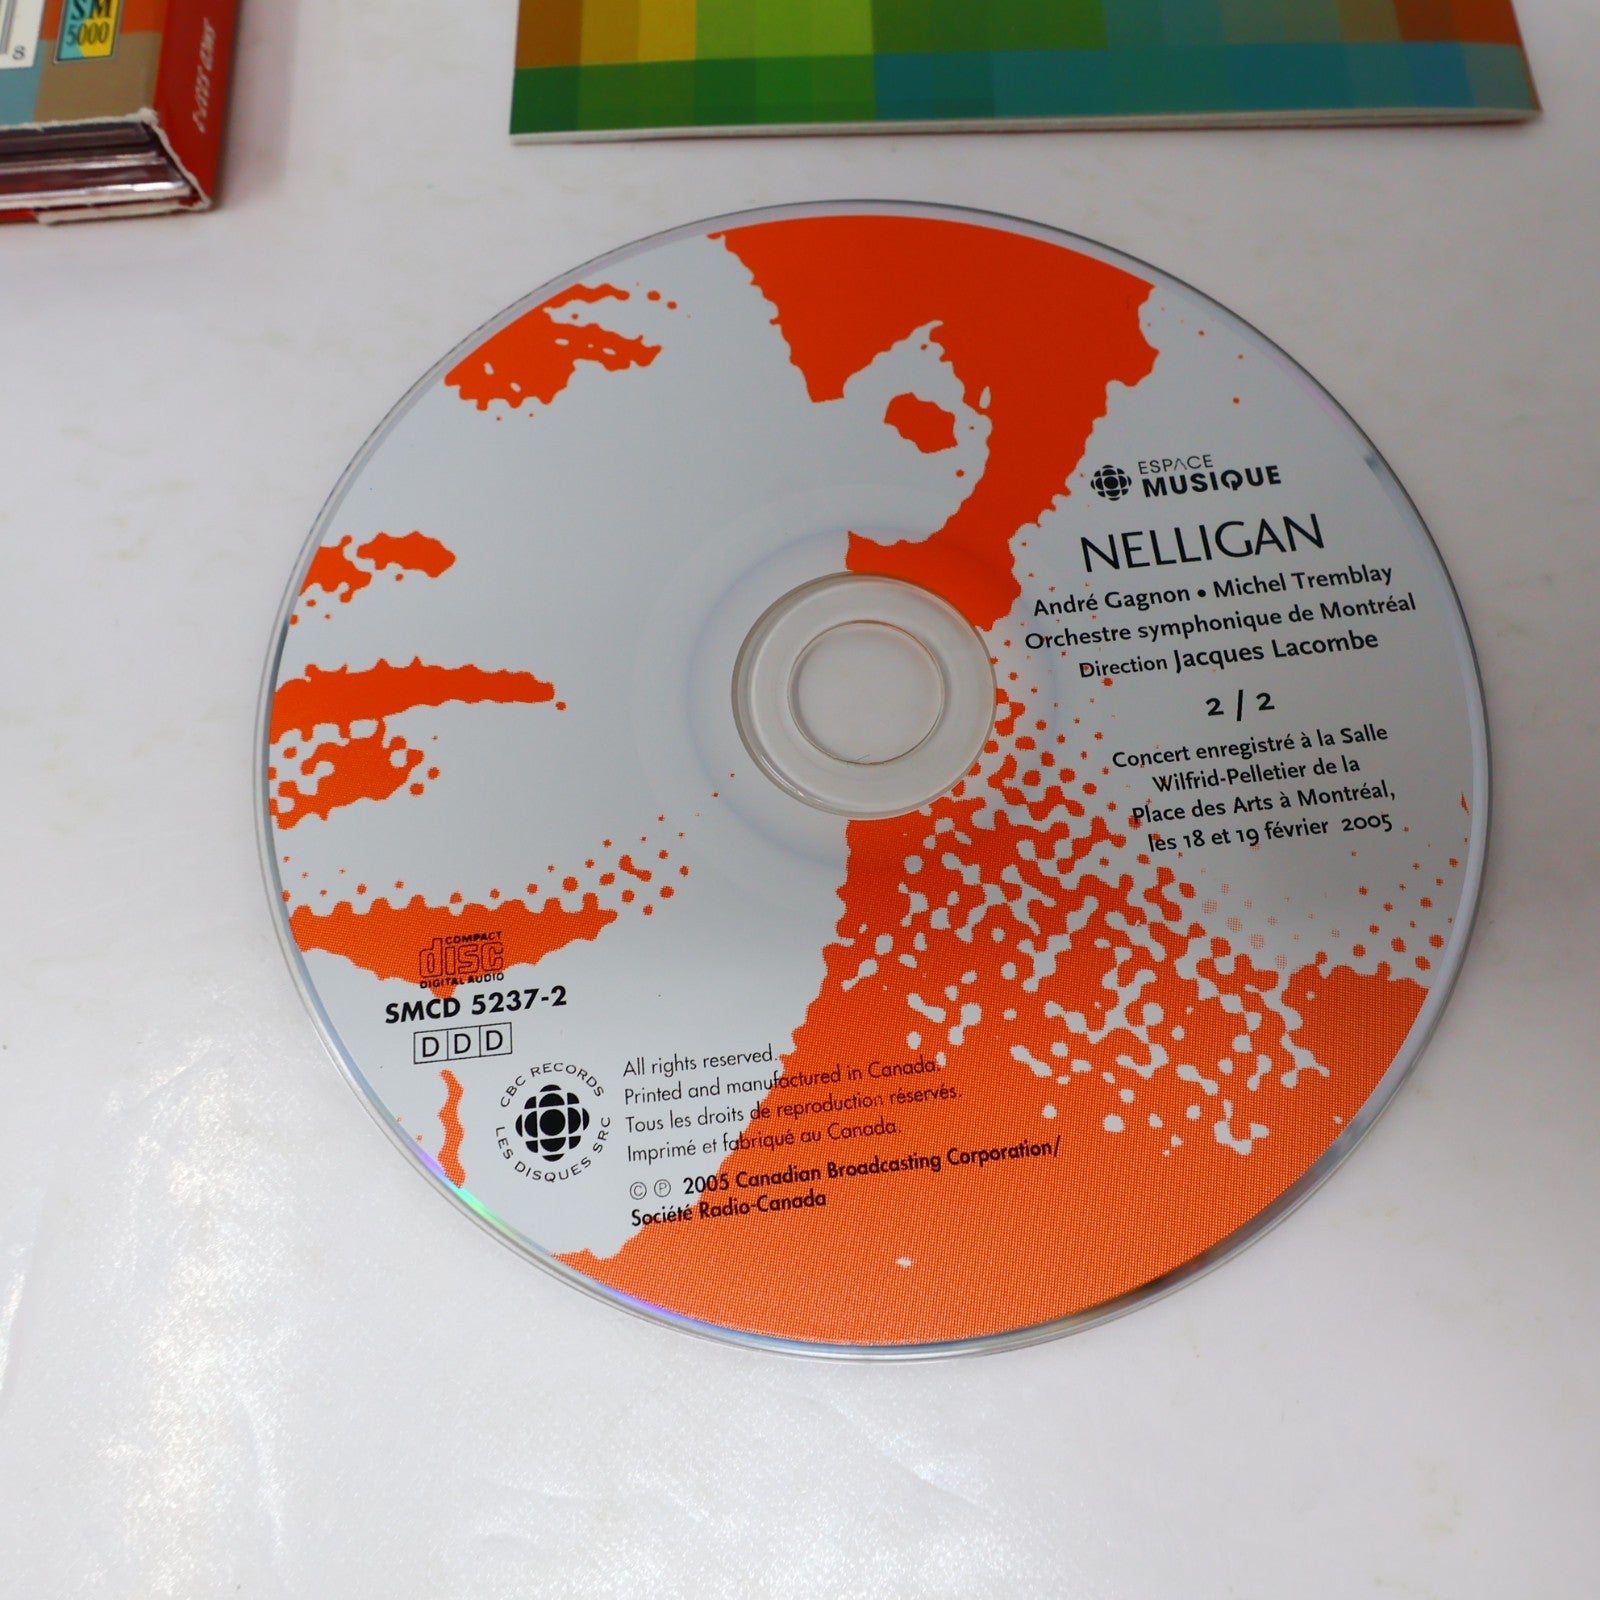 SM
5000
8
ESPACE
MUSIQUE
NELLIGAN
André Gagnon • Michel Tremblay
Orchestre symphonique de Montréal
Direction Jacques Lacombe
2 / 2
Concert enregistré à la Salle
Wilfrid-Pelletier de la
Place des Arts à Montréal,
les 18 et 19 février 2005
COMPACT
disc
DIGITAL AUDIO
SMCD 5237-2
D D D
CBC RECORDS
LES DISQUES SRC
All rights reserved.
Printed and manufactured in Canada.
Tous les droits de reproduction réservés.
Imprimé et fabriqué au Canada.
© ℗ 2005 Canadian Broadcasting Corporation/
Société Radio-Canada